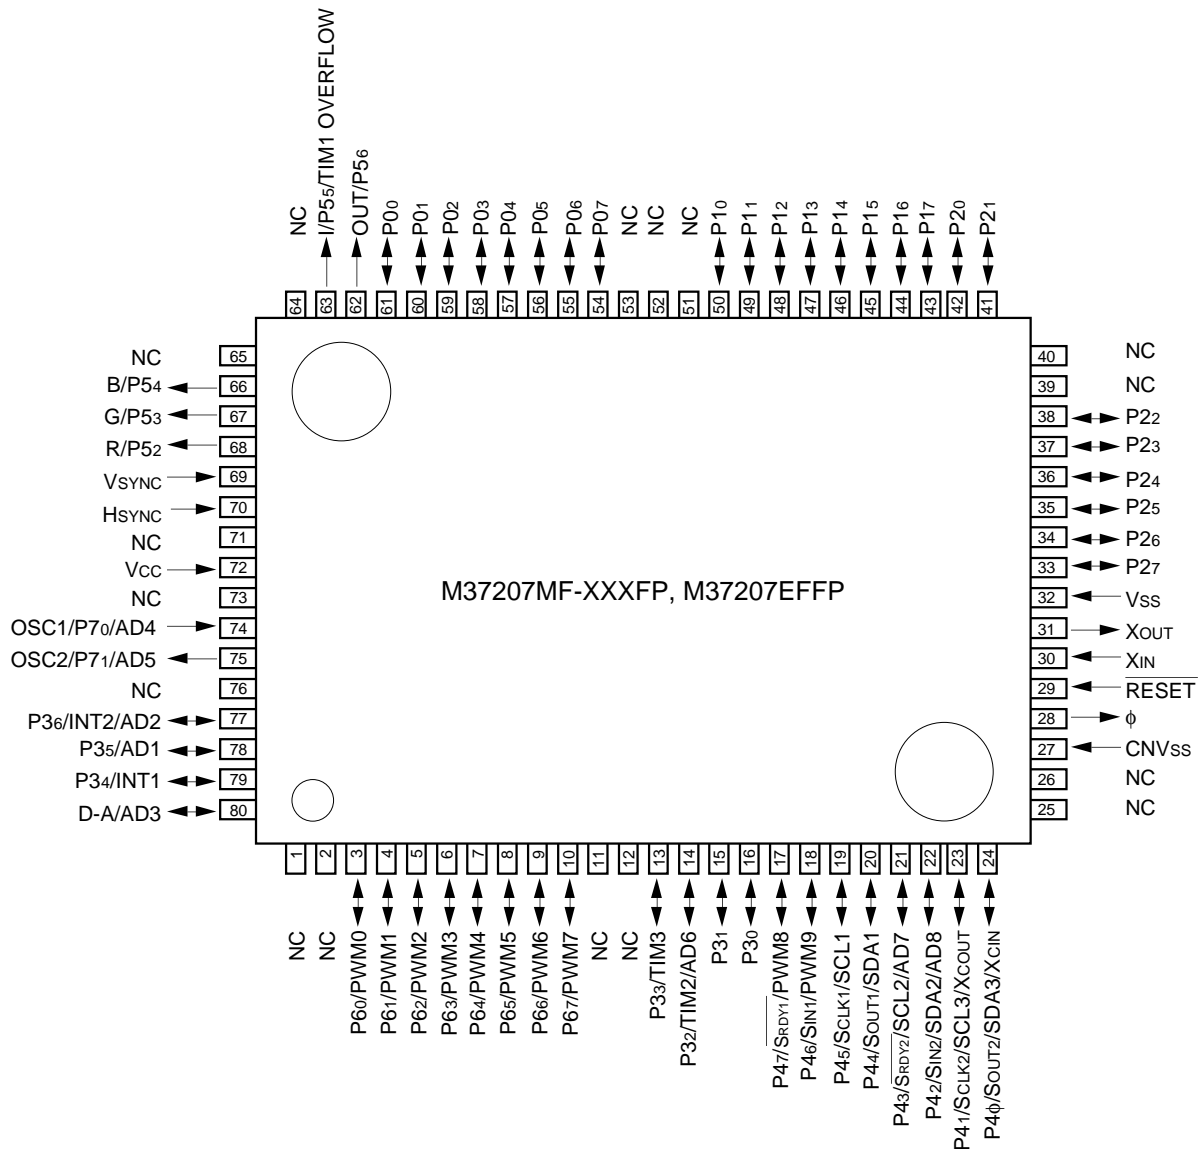 NC
I/P55/TIM1 OVERFLOW
OUT/P56
P00
P01
P02
P03
P04
P05
P06
P07
NC
NC
NC
P10
P11
P12
P13
P14
P15
P16
P17
P20
P21
64
63
62
61
60
59
58
57
56
55
54
53
52
51
50
49
48
47
46
45
44
43
42
41
NC 65
B/P54 66
G/P53 67
R/P52 68
VSYNC 69
HSYNC 70
NC 71
VCC 72
NC 73
OSC1/P70/AD4 74
OSC2/P71/AD5 75
NC 76
P36/INT2/AD2 77
P35/AD1 78
P34/INT1 79
D-A/AD3 80
M37207MF-XXXFP, M37207EFFP
40 NC
39 NC
38 P22
37 P23
36 P24
35 P25
34 P26
33 P27
32 VSS
31 XOUT
30 XIN
29 RESET
28 ϕ
27 CNVSS
26 NC
25 NC
1
2
3
4
5
6
7
8
9
10
11
12
13
14
15
16
17
18
19
20
21
22
23
24
NC
NC
P60/PWM0
P61/PWM1
P62/PWM2
P63/PWM3
P64/PWM4
P65/PWM5
P66/PWM6
P67/PWM7
NC
NC
P33/TIM3
P32/TIM2/AD6
P31
P30
P47/SRDY1/PWM8
P46/SIN1/PWM9
P45/SCLK1/SCL1
P44/SOUT1/SDA1
P43/SRDY2/SCL2/AD7
P42/SIN2/SDA2/AD8
P41/SCLK2/SCL3/XCOUT
P4ϕ/SOUT2/SDA3/XCIN